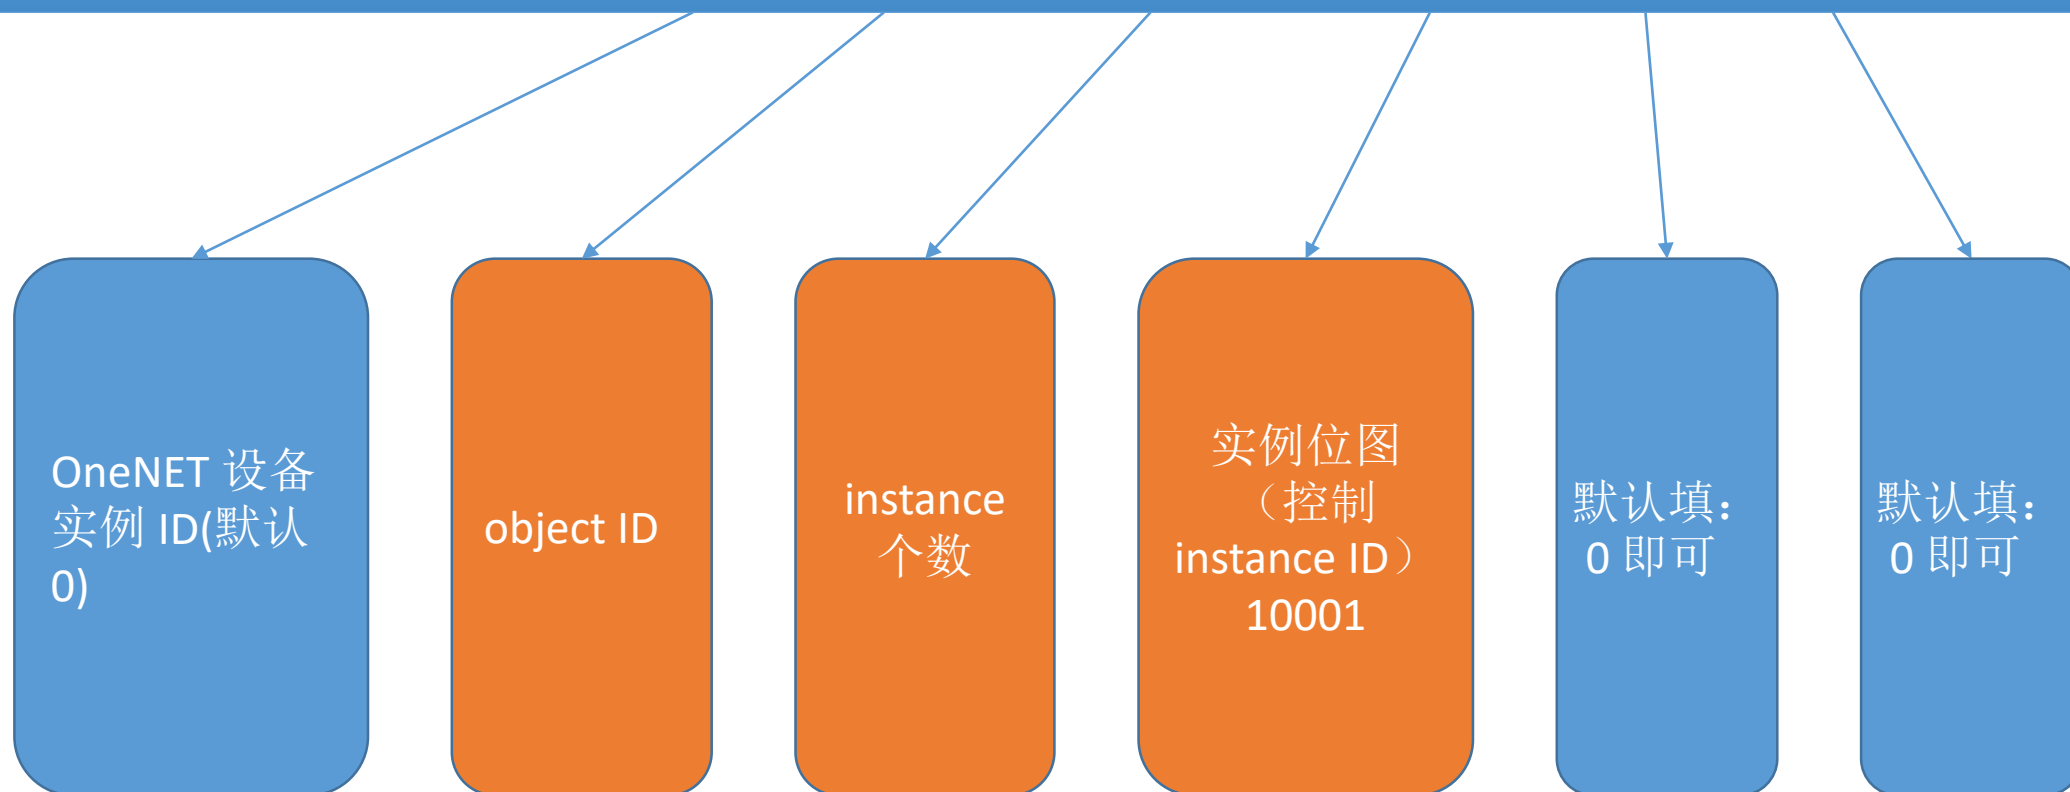 OneNET 设备
实例 ID(默认
0)
object ID
instance
个数
实例位图
（控制
instance ID）
10001
默认填：
0 即可
默认填：
0 即可